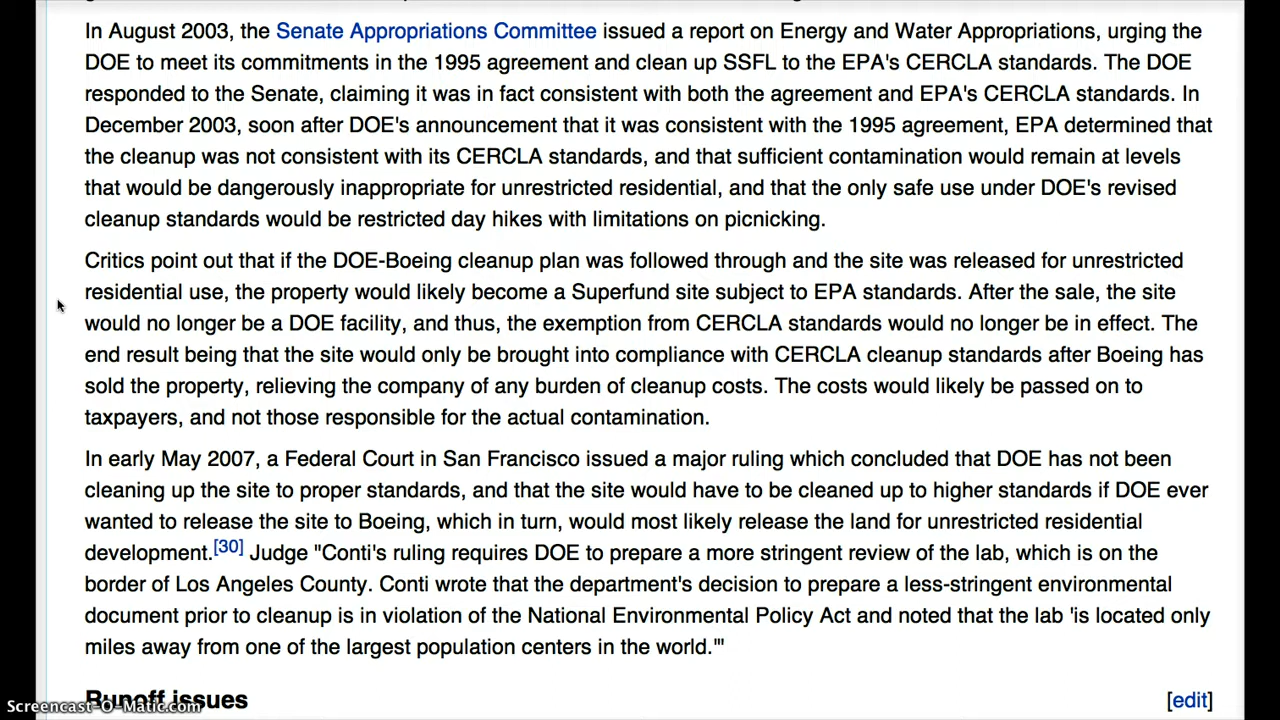 In August 2003, the Senate Appropriations Committee issued a report on Energy and Water Appropriations, urging the
DOE to meet its commitments in the 1995 agreement and clean up SSFL to the EPA's CERCLA standards. The DOE
responded to the Senate, claiming it was in fact consistent with both the agreement and EPA's CERCLA standards. In
December 2003, soon after DOE's announcement that it was consistent with the 1995 agreement, EPA determined that
the cleanup was not consistent with its CERCLA standards, and that sufficient contamination would remain at levels
that would be dangerously inappropriate for unrestricted residential, and that the only safe use under DOE's revised
cleanup standards would be restricted day hikes with limitations on picnicking.
Critics point out that if the DOE-Boeing cleanup plan was followed through and the site was released for unrestricted
residential use, the property would likely become a Superfund site subject to EPA standards. After the sale, the site
would no longer be a DOE facility, and thus, the exemption from CERCLA standards would no longer be in effect. The
end result being that the site would only be brought into compliance with CERCLA cleanup standards after Boeing has
sold the property, relieving the company of any burden of cleanup costs. The costs would likely be passed on to
taxpayers, and not those responsible for the actual contamination.
In early May 2007, a Federal Court in San Francisco issued a major ruling which concluded that DOE has not been
cleaning up the site to proper standards, and that the site would have to be cleaned up to higher standards if DOE ever
wanted to release the site to Boeing, which in turn, would most likely release the land for unrestricted residential
development.[30] Judge "Conti's ruling requires DOE to prepare a more stringent review of the lab, which is on the
border of Los Angeles County. Conti wrote that the department's decision to prepare a less-stringent environmental
document prior to cleanup is in violation of the National Environmental Policy Act and noted that the lab 'is located only
miles away from one of the largest population centers in the world.'"
Runoff issues [edit]
Screencast-O-Matic.com